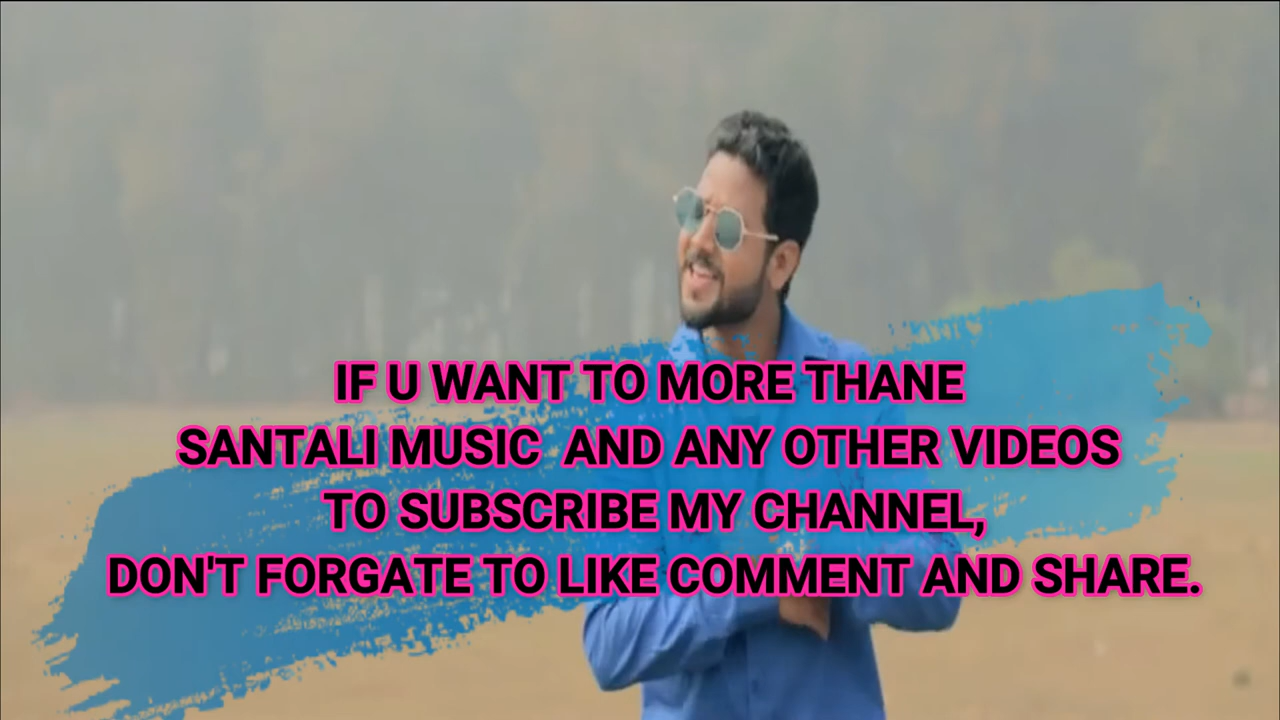 IF U WANT TO MORE THANE
SANTALI MUSIC  AND ANY OTHER VIDEOS
TO SUBSCRIBE MY CHANNEL,
DON'T FORGATE TO LIKE COMMENT AND SHARE.